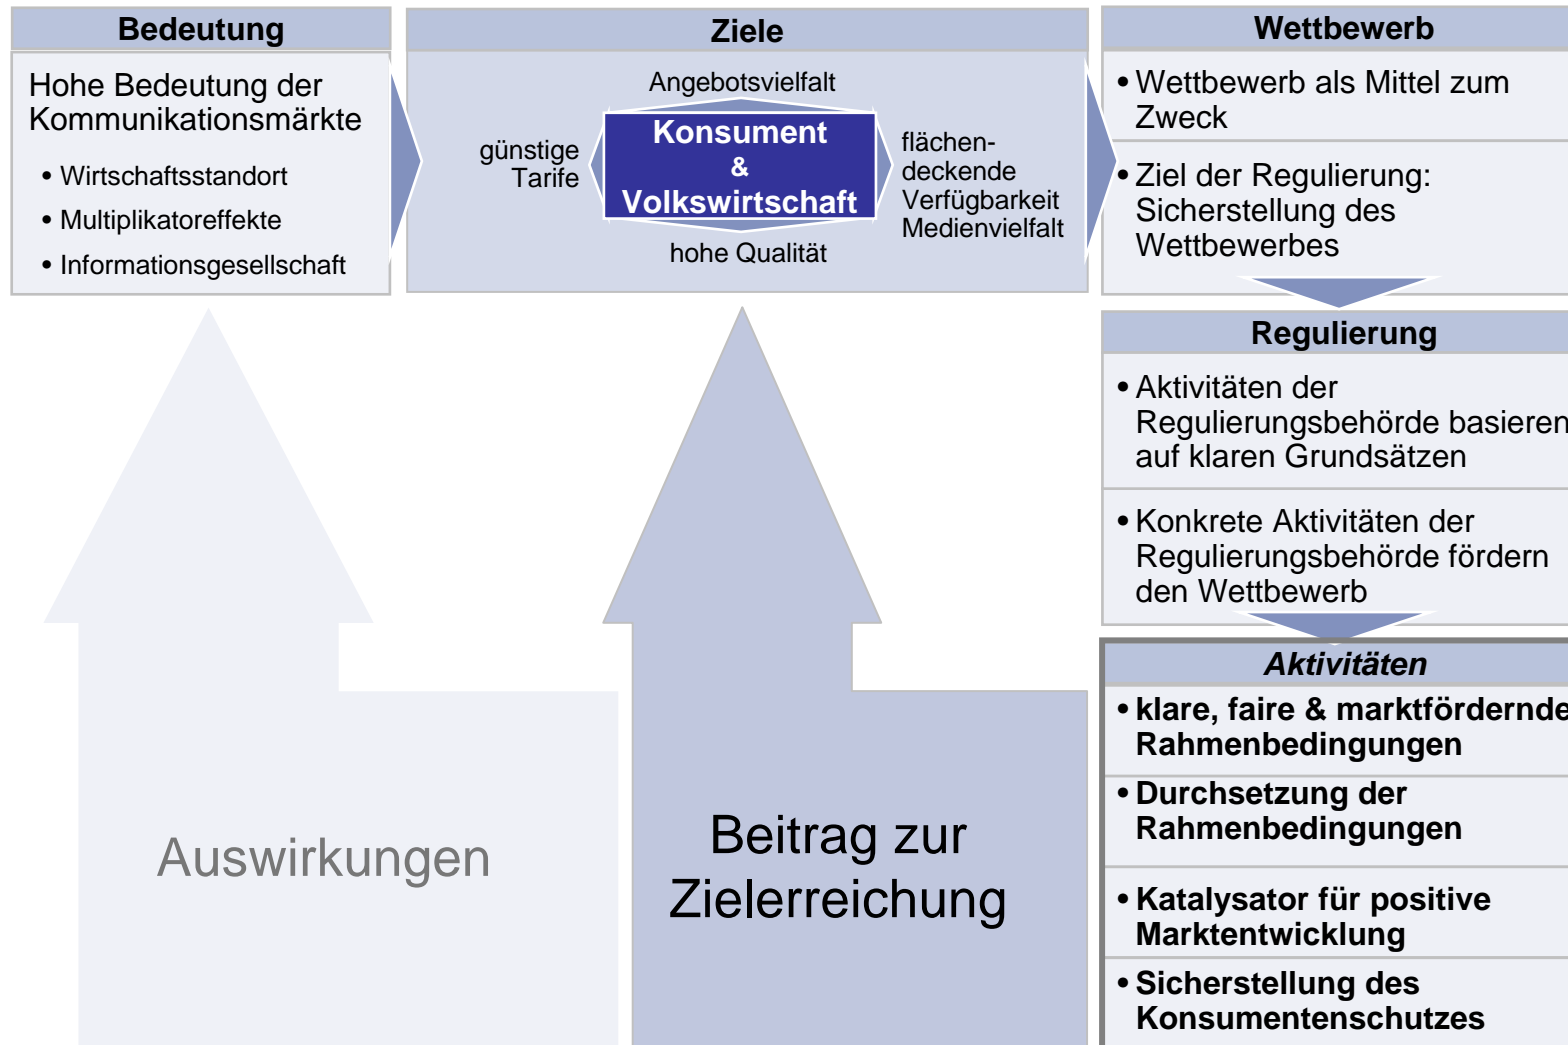 Bedeutung
Hohe Bedeutung der
Kommunikationsmärkte
• Wirtschaftsstandort
• Multiplikatoreffekte
• Informationsgesellschaft
Ziele
Angebotsvielfalt
günstige
Tarife
Konsument
&
Volkswirtschaft
flächen-
deckende
Verfügbarkeit
Medienvielfalt
hohe Qualität
Wettbewerb
• Wettbewerb als Mittel zum
Zweck
• Ziel der Regulierung:
Sicherstellung des
Wettbewerbes
Regulierung
• Aktivitäten der
Regulierungsbehörde basieren
auf klaren Grundsätzen
• Konkrete Aktivitäten der
Regulierungsbehörde fördern
den Wettbewerb
Aktivitäten
• klare, faire & marktfördernde
Rahmenbedingungen
• Durchsetzung der
Rahmenbedingungen
• Katalysator für positive
Marktentwicklung
• Sicherstellung des
Konsumentenschutzes
Auswirkungen
Beitrag zur
Zielerreichung